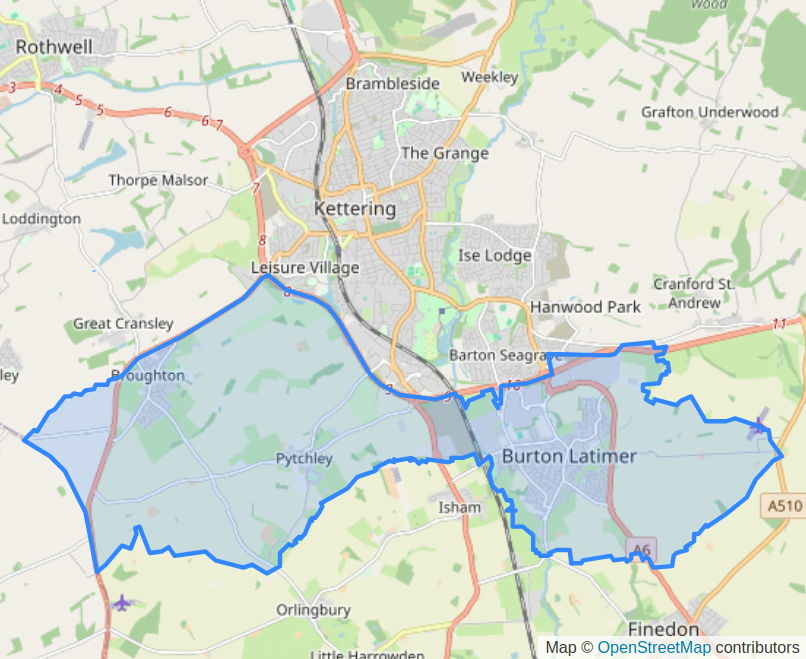 Wood
Rothwell
Brambleside
Weekley
3
4
5
5
6
6
7
Grafton Underwood
The Grange
Thorpe Malsor
7
Kettering
Loddington
8
Ise Lodge
Leisure Village
8
Cranford St.
Andrew
Hanwood Park
Great Cransley
11
Barton Seagrave
ley
Broughton
9
10
9
Burton Latimer
Pytchley
Isham
A510
A6
Orlingbury
Finedon
Little Harrowden
Map © OpenStreetMap contributors